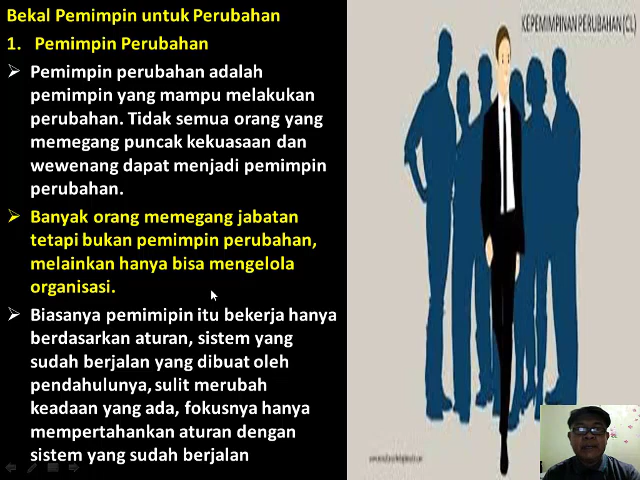 Bekal Pemimpin untuk Perubahan
1. Pemimpin Perubahan
Pemimpin perubahan adalah
pemimpin yang mampu melakukan
perubahan. Tidak semua orang yang
memegang puncak kekuasaan dan
wewenang dapat menjadi pemimpin
perubahan.
Banyak orang memegang jabatan
tetapi bukan pemimpin perubahan,
melainkan hanya bisa mengelola
organisasi.
Biasanya pemimipin itu bekerja hanya
berdasarkan aturan, sistem yang
sudah berjalan yang dibuat oleh
pendahulunya, sulit merubah
keadaan yang ada, fokusnya hanya
mempertahankan aturan dengan
sistem yang sudah berjalan
KEPEMIMPINAN PERUBAHAN (CL)